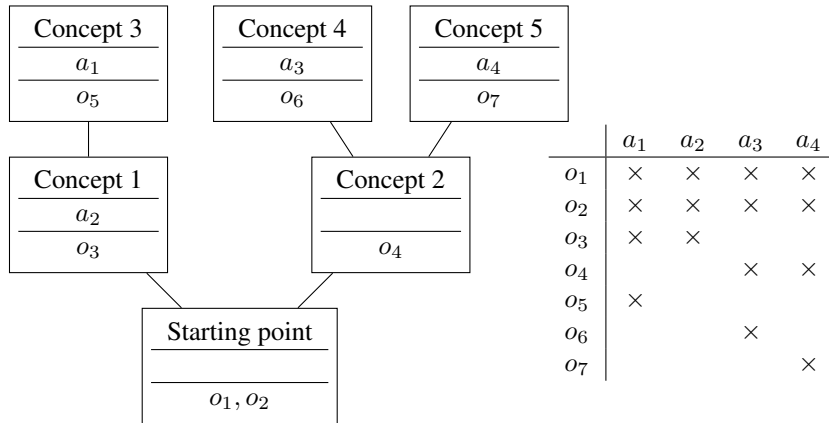 Concept 3
a₁
o₅
Concept 4
a₃
o₆
Concept 5
a₄
o₇
Concept 1
a₂
o₃
Concept 2
o₄
Starting point
o₁, o₂
a₁ a₂ a₃ a₄
o₁ × × × ×
o₂ × × × ×
o₃ × ×
o₄ × ×
o₅ ×
o₆ ×
o₇ ×